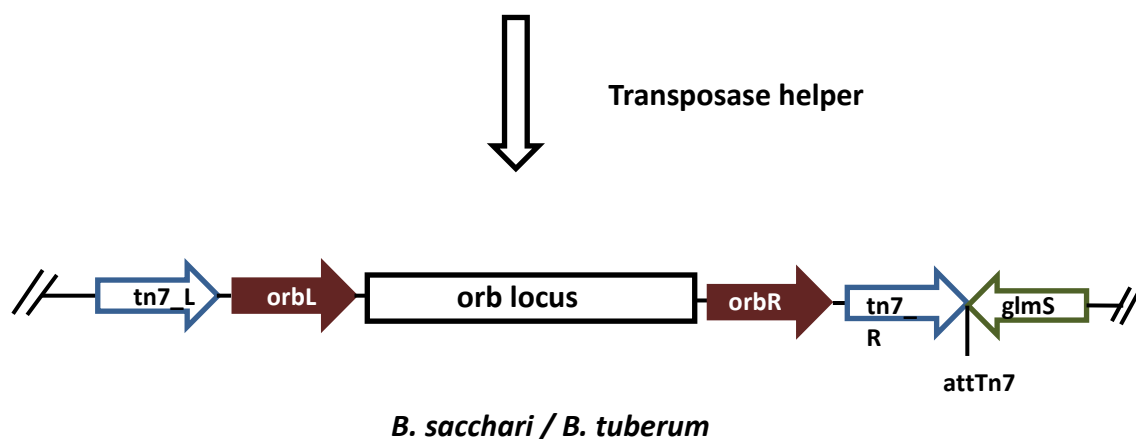 Transposase helper
tn7_L
orbL
orb locus
orbR
tn7_
R
glmS
attTn7
B. sacchari / B. tuberum